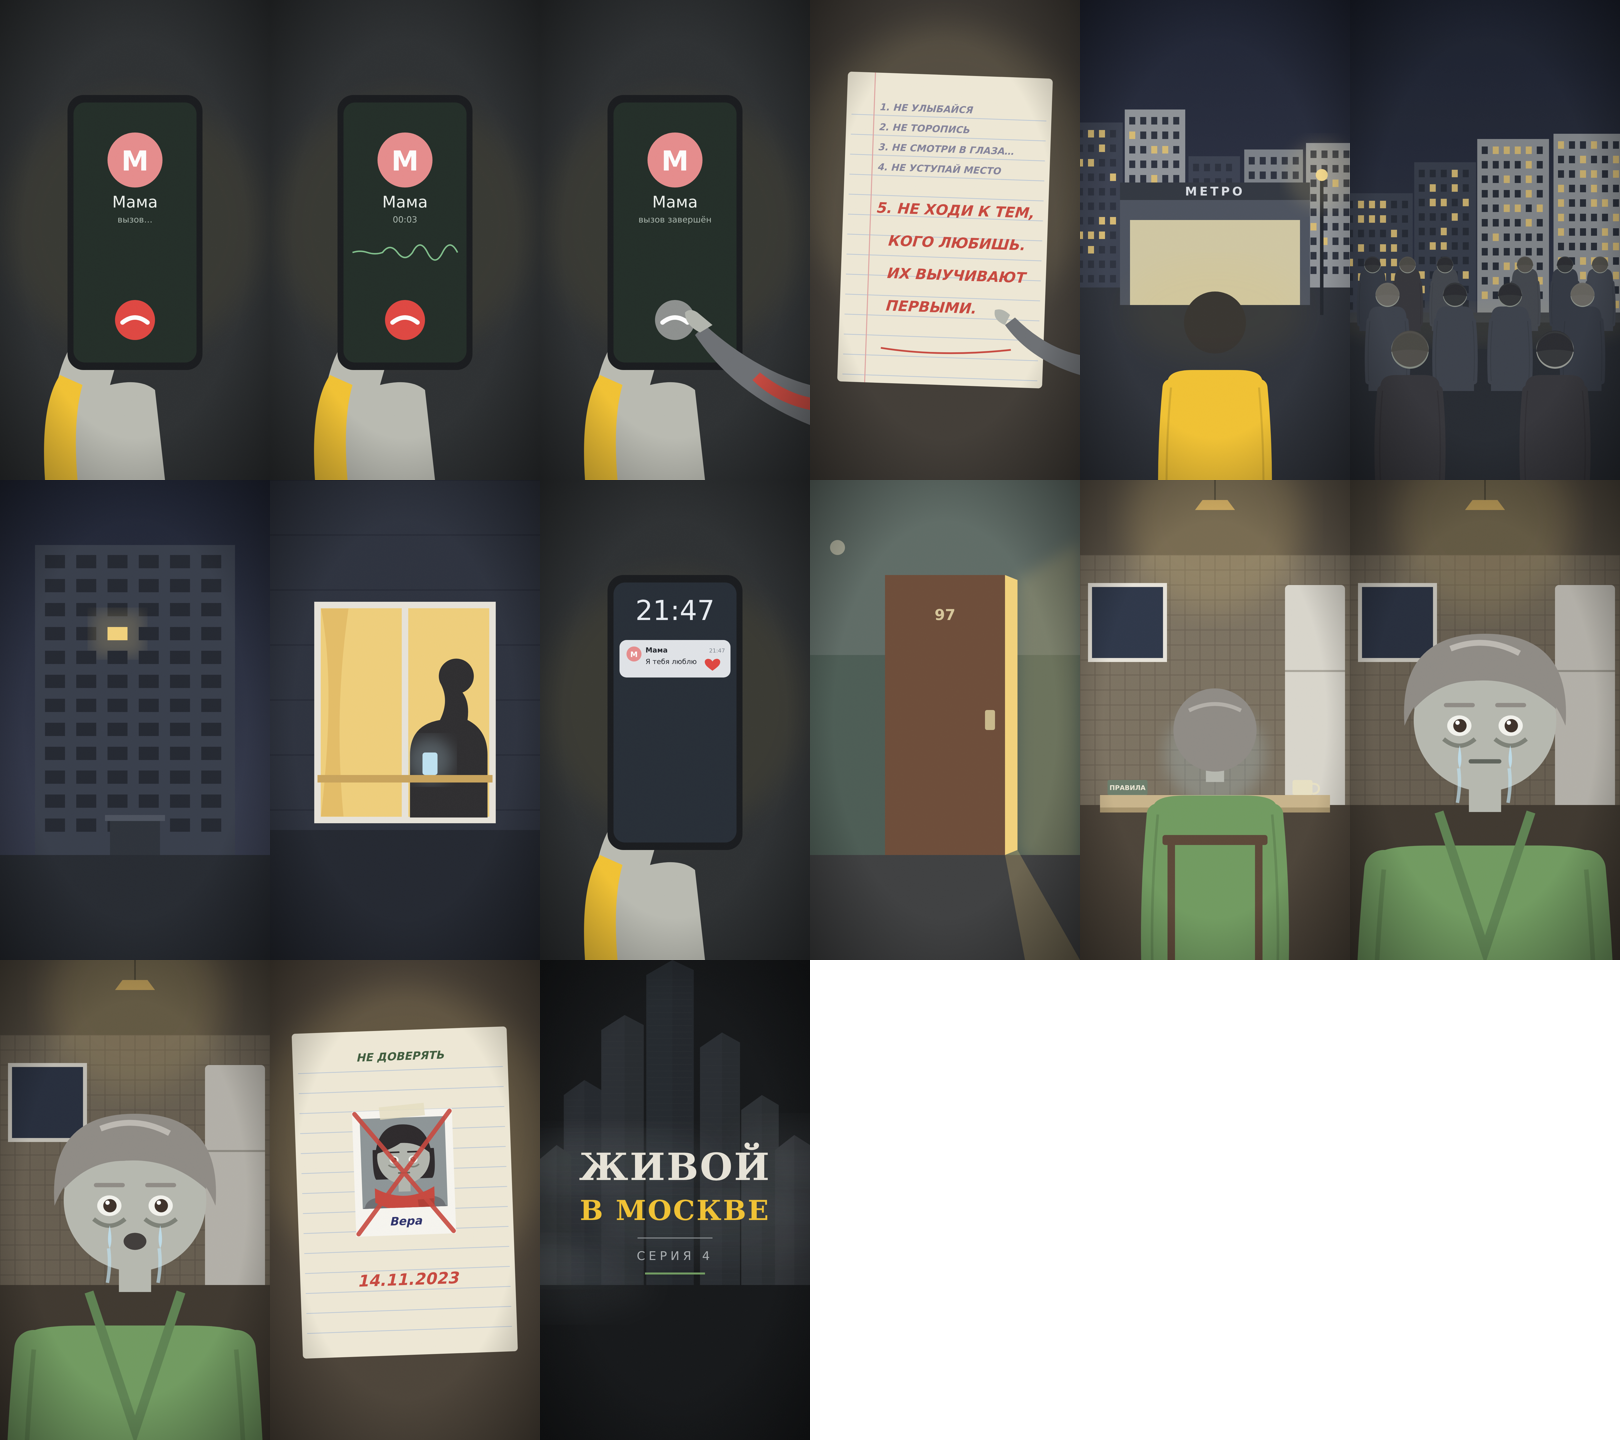 М
Мама
вызов...
М
Мама
00:03
М
Мама
вызов завершён
1. НЕ УЛЫБАЙСЯ
2. НЕ ТОРОПИСЬ
3. НЕ СМОТРИ В ГЛАЗА...
4. НЕ УСТУПАЙ МЕСТО
5. НЕ ХОДИ К ТЕМ,
КОГО ЛЮБИШЬ.
ИХ ВЫУЧИВАЮТ
ПЕРВЫМИ.
МЕТРО
21:47
М
Мама
21:47
Я тебя люблю
97
ПРАВИЛА
НЕ ДОВЕРЯТЬ
Вера
14.11.2023
ЖИВОЙ
В МОСКВЕ
СЕРИЯ 4